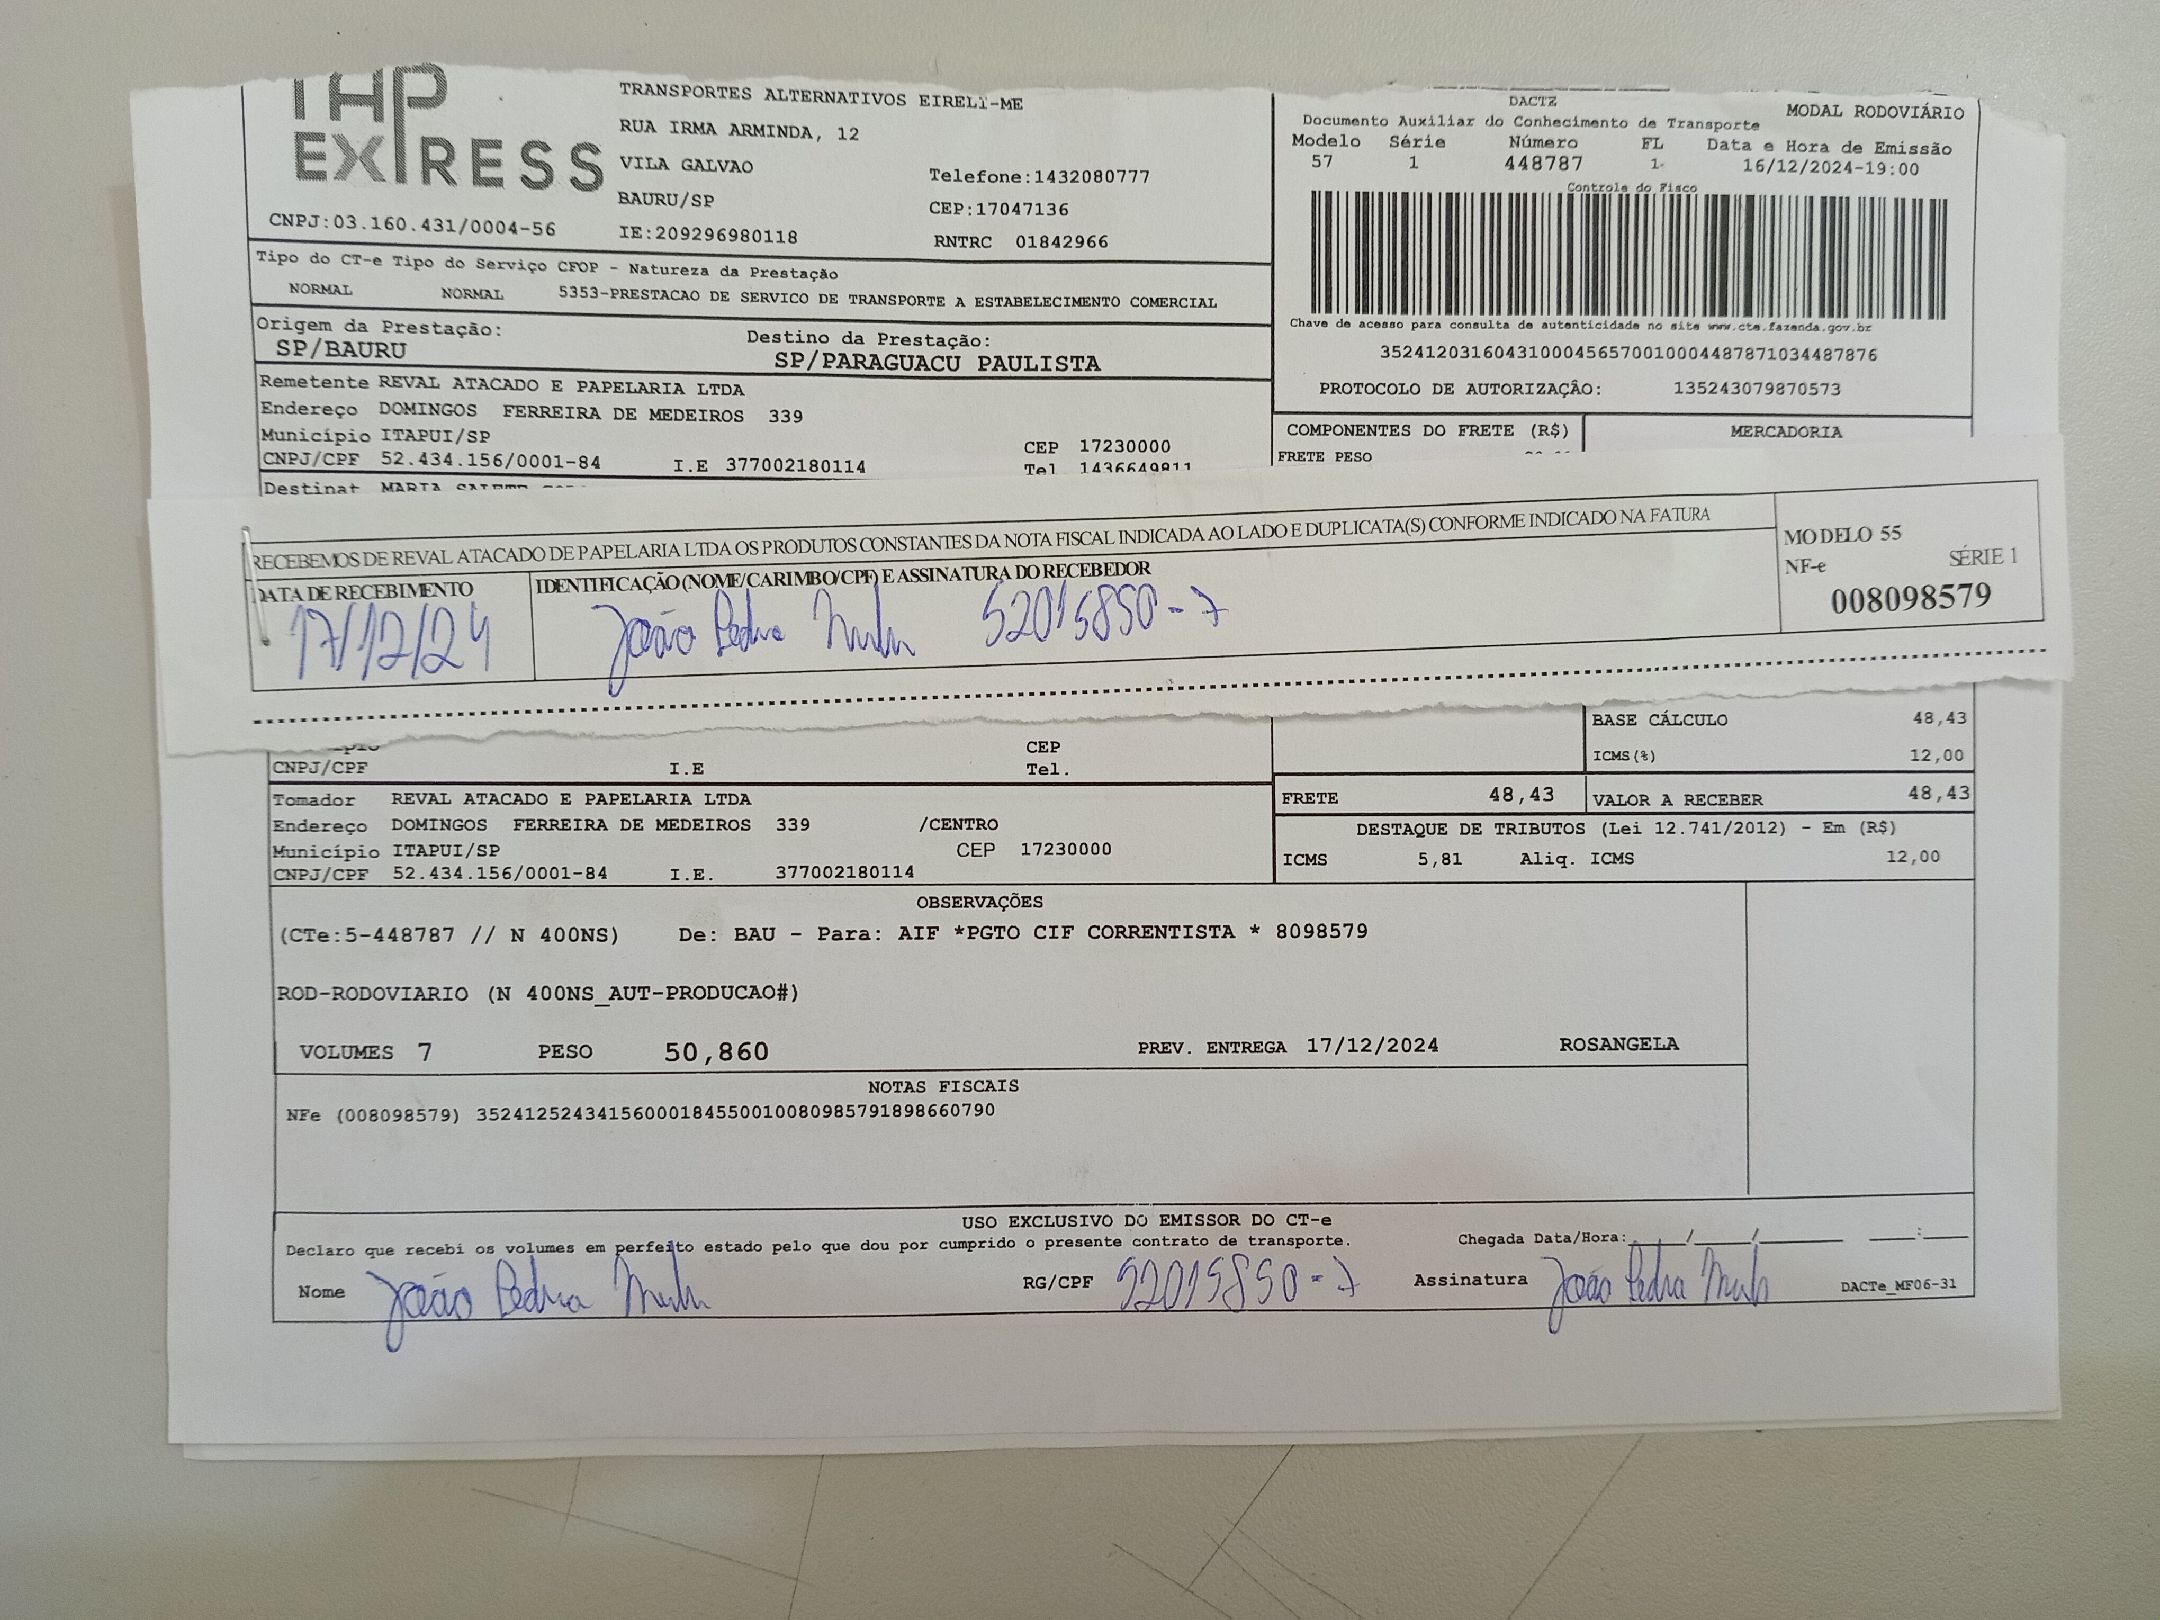 THP
EXPRESS
TRANSPORTES ALTERNATIVOS EIRELI-ME
RUA IRMA ARMINDA, 12
VILA GALVAO
Telefone:1432080777
BAURU/SP
CEP:17047136
CNPJ:03.160.431/0004-56
IE:209296980118
RNTRC 01842966
DACTE
MODAL RODOVIÁRIO
Documento Auxiliar do Conhecimento de Transporte
Modelo Série Número FL Data e Hora de Emissão
57 1 448787 1 16/12/2024-19:00
Controle do Fisco
Chave de acesso para consulta de autenticidade no site www.cte.fazenda.gov.br
35241203160431000456570010004487871034487876
PROTOCOLO DE AUTORIZAÇÃO: 135243079870573
Tipo do CT-e Tipo do Serviço CFOP - Natureza da Prestação
NORMAL NORMAL 5353-PRESTACAO DE SERVICO DE TRANSPORTE A ESTABELECIMENTO COMERCIAL
Origem da Prestação: Destino da Prestação:
SP/BAURU SP/PARAGUACU PAULISTA
Remetente REVAL ATACADO E PAPELARIA LTDA
Endereço DOMINGOS FERREIRA DE MEDEIROS 339
Município ITAPUI/SP CEP 17230000
CNPJ/CPF 52.434.156/0001-84 I.E 377002180114 Tel 1436649811
Destinat MARIA
COMPONENTES DO FRETE (R$) MERCADORIA
FRETE PESO
RECEBEMOS DE REVAL ATACADO DE PAPELARIA LTDA OS PRODUTOS CONSTANTES DA NOTA FISCAL INDICADA AO LADO E DUPLICATA(S) CONFORME INDICADO NA FATURA
DATA DE RECEBIMENTO IDENTIFICAÇÃO (NOME/CARIMBO/CPF) E ASSINATURA DO RECEBEDOR
17/12/24 João Pedro 52015850-7
MODELO 55
NF-e SÉRIE 1
008098579
CEP
CNPJ/CPF I.E Tel.
BASE CÁLCULO 48,43
ICMS(%) 12,00
FRETE 48,43 VALOR A RECEBER 48,43
Tomador REVAL ATACADO E PAPELARIA LTDA
Endereço DOMINGOS FERREIRA DE MEDEIROS 339 /CENTRO
Município ITAPUI/SP CEP 17230000
CNPJ/CPF 52.434.156/0001-84 I.E. 377002180114
DESTAQUE DE TRIBUTOS (Lei 12.741/2012) - Em (R$)
ICMS 5,81 Aliq. ICMS 12,00
OBSERVAÇÕES
(CTe:5-448787 // N 400NS) De: BAU - Para: AIF *PGTO CIF CORRENTISTA * 8098579
ROD-RODOVIARIO (N 400NS_AUT-PRODUCAO#)
VOLUMES 7 PESO 50,860 PREV. ENTREGA 17/12/2024 ROSANGELA
NOTAS FISCAIS
NFe (008098579) 35241252434156000184550010080985791898660790
USO EXCLUSIVO DO EMISSOR DO CT-e
Declaro que recebi os volumes em perfeito estado pelo que dou por cumprido o presente contrato de transporte. Chegada Data/Hora:____/____/______ ___:___
Nome João Pedro RG/CPF 52015850-7 Assinatura João Pedro DACTe_MF06-31